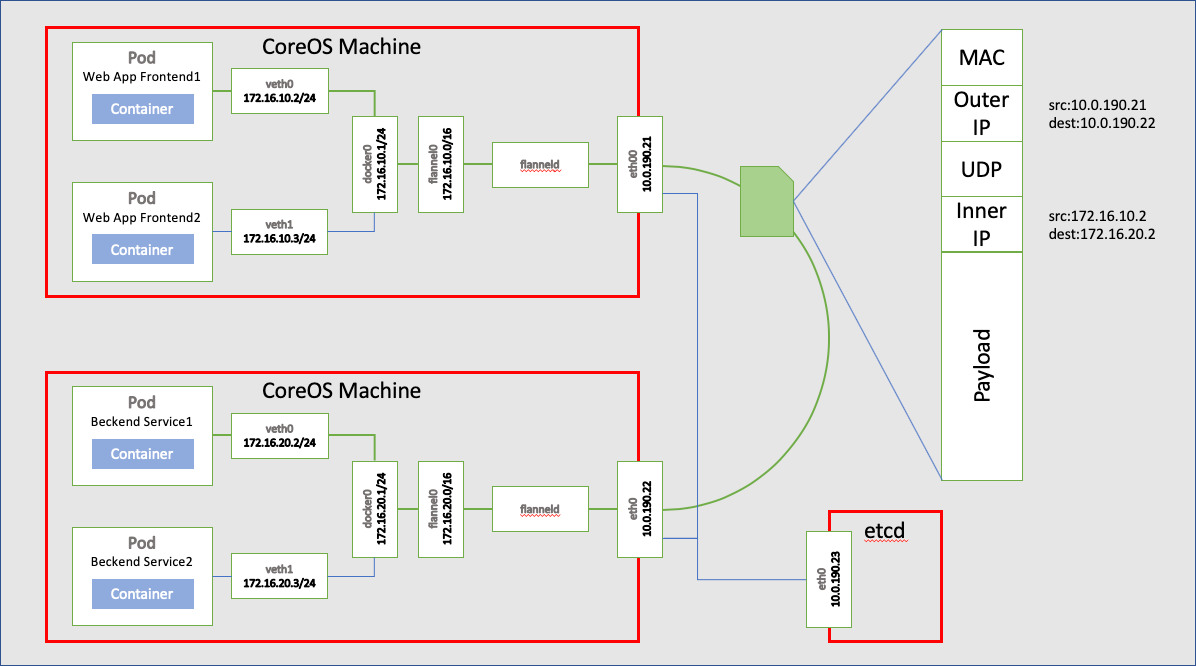 CoreOS Machine
Pod
Web App Frontend1
Container
veth0
172.16.10.2/24
Pod
Web App Frontend2
Container
veth1
172.16.10.3/24
docker0
172.16.10.1/24
flannel0
172.16.10.0/16
flanneld
eth00
10.0.190.21
CoreOS Machine
Pod
Beckend Service1
Container
veth0
172.16.20.2/24
Pod
Beckend Service2
Container
veth1
172.16.20.3/24
docker0
172.16.20.1/24
flannel0
172.16.20.0/16
flanneld
eth0
10.0.190.22
MAC
Outer
IP
src:10.0.190.21
dest:10.0.190.22
UDP
Inner
IP
src:172.16.10.2
dest:172.16.20.2
Payload
etcd
eth0
10.0.190.23